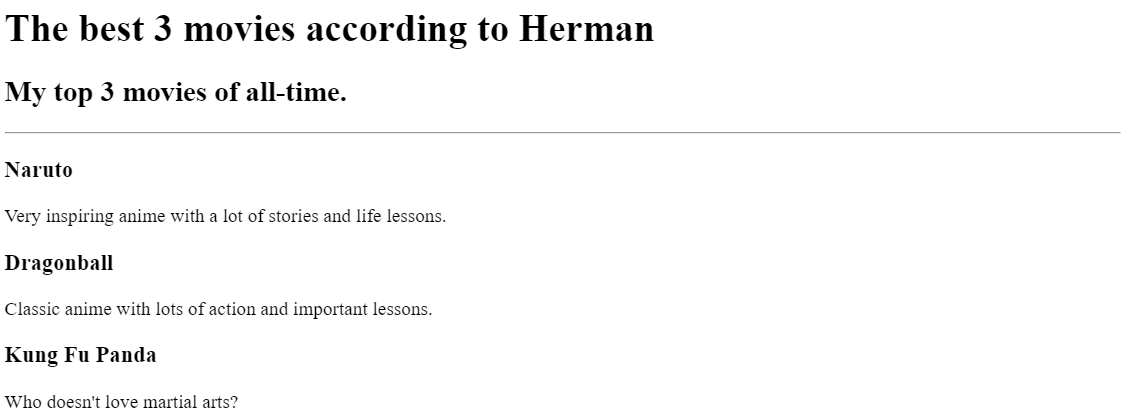 The best 3 movies according to Herman
My top 3 movies of all-time.
Naruto
Very inspiring anime with a lot of stories and life lessons.
Dragonball
Classic anime with lots of action and important lessons.
Kung Fu Panda
Who doesn't love martial arts?